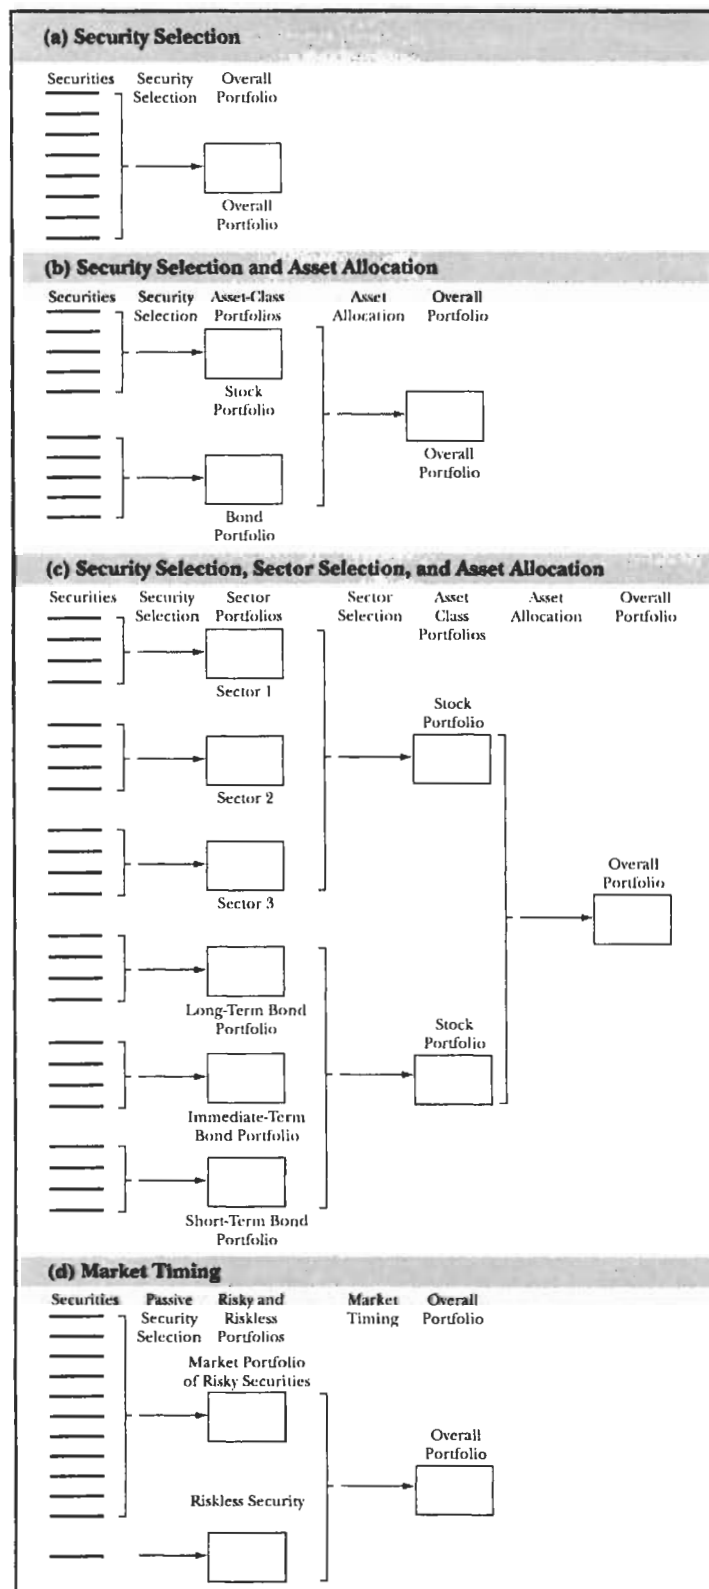 (a) Security Selection
Securities Security Overall
Selection Portfolio
Overall
Portfolio
(b) Security Selection and Asset Allocation
Securities Security Asset-Class Asset Overall
Selection Portfolios Allocation Portfolio
Stock
Portfolio
Overall
Portfolio
Bond
Portfolio
(c) Security Selection, Sector Selection, and Asset Allocation
Securities Security Sector Sector Asset Asset Overall
Selection Portfolios Selection Class Allocation Portfolio
Portfolios
Sector 1
Stock
Portfolio
Sector 2
Overall
Portfolio
Sector 3
Long-Term Bond
Portfolio
Stock
Portfolio
Immediate-Term
Bond Portfolio
Short-Term Bond
Portfolio
(d) Market Timing
Securities Passive Risky and Market Overall
Security Riskless Timing Portfolio
Selection Portfolios
Market Portfolio
of Risky Securities
Overall
Portfolio
Riskless Security